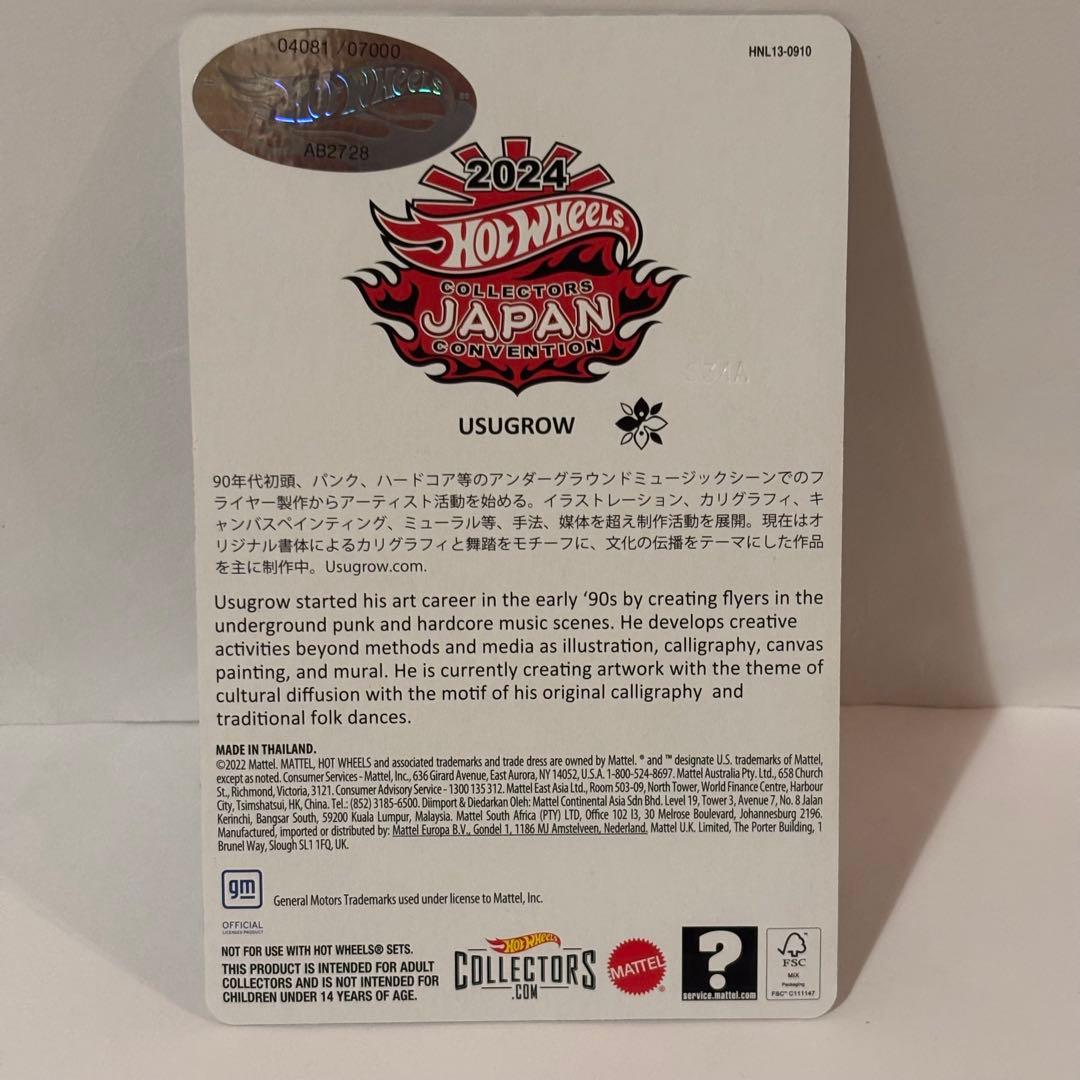 04081 / 07000
HOT WHEELS
AB2728
HNL13-0910
2024
HOT WHEELS
COLLECTORS
JAPAN
CONVENTION
USUGROW
90年代初頭、パンク、ハードコア等のアンダーグラウンドミュージックシーンでのフ
ライヤー製作からアーティスト活動を始める。イラストレーション、カリグラフィ、キ
ャンバスペインティング、ミューラル等、手法、媒体を超え制作活動を展開。現在はオ
リジナル書体によるカリグラフィと舞踏をモチーフに、文化の伝播をテーマにした作品
を主に制作中。Usugrow.com.
Usugrow started his art career in the early ‘90s by creating flyers in the
underground punk and hardcore music scenes. He develops creative
activities beyond methods and media as illustration, calligraphy, canvas
painting, and mural. He is currently creating artwork with the theme of
cultural diffusion with the motif of his original calligraphy and
traditional folk dances.
MADE IN THAILAND.
©2022 Mattel. MATTEL, HOT WHEELS and associated trademarks and trade dress are owned by Mattel. ® and ™ designate U.S. trademarks of Mattel,
except as noted. Consumer Services - Mattel, Inc., 636 Girard Avenue, East Aurora, NY 14052, U.S.A. 1-800-524-8697. Mattel Australia Pty. Ltd., 658 Church
St., Richmond, Victoria, 3121. Consumer Advisory Service - 1300 135 312. Mattel East Asia Ltd., Room 503-09, North Tower, World Finance Centre, Harbour
City, Tsimshatsui, HK, China. Tel.: (852) 3185-6500. Diimport & Diedarkan Oleh: Mattel Continental Asia Sdn Bhd. Level 19, Tower 3, Avenue 7, No. 8 Jalan
Kerinchi, Bangsar South, 59200 Kuala Lumpur, Malaysia. Mattel South Africa (PTY) LTD, Office 102 I3, 30 Melrose Boulevard, Johannesburg 2196.
Manufactured, imported or distributed by: Mattel Europa B.V., Gondel 1, 1186 MJ Amstelveen, Nederland. Mattel U.K. Limited, The Porter Building, 1
Brunel Way, Slough SL1 1FQ, UK.
gm
OFFICIAL
LICENSED PRODUCT
General Motors Trademarks used under license to Mattel, Inc.
NOT FOR USE WITH HOT WHEELS® SETS.
THIS PRODUCT IS INTENDED FOR ADULT
COLLECTORS AND IS NOT INTENDED FOR
CHILDREN UNDER 14 YEARS OF AGE.
HOT WHEELS
COLLECTORS
.COM
MATTEL®
?
service.mattel.com
FSC
MIX
Packaging
FSC™ C111147